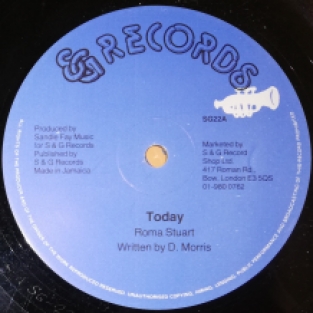 S&G RECORDS
SG22A
Produced by
Sandie Fay Music
for S & G Records
Published by
S & G Records
Made in Jamaica
Marketed by
S & G Record
Shop Ltd.
417 Roman Rd.,
Bow, London E3 5QS
01-980 0762
Today
Roma Stuart
Written by D. Morris